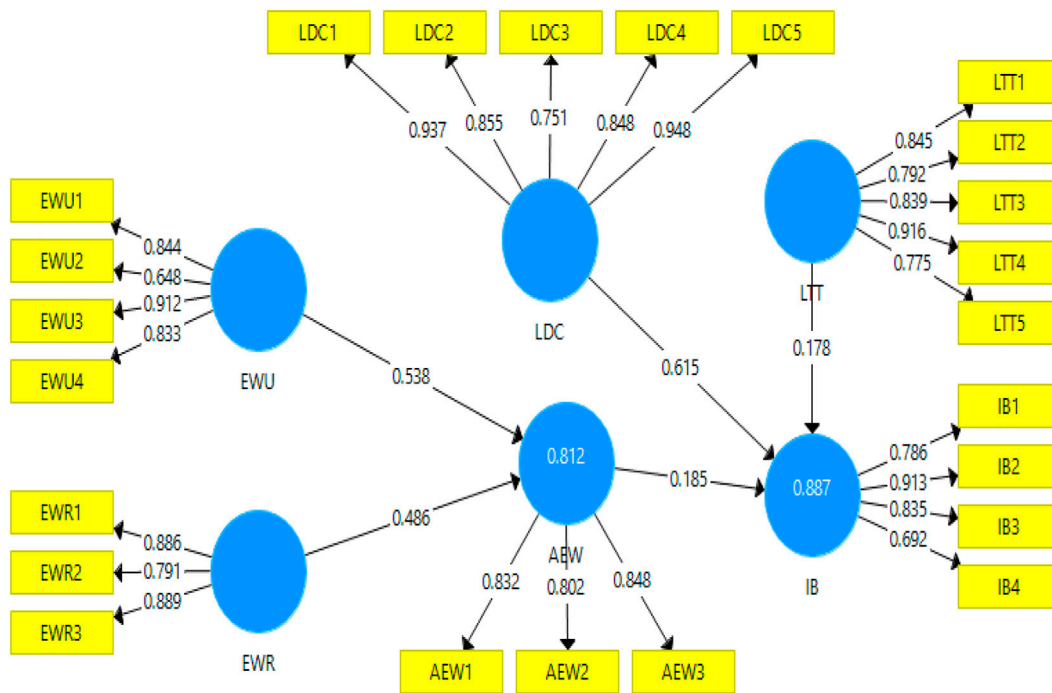 LDC1
LDC2
LDC3
LDC4
LDC5
0.937
0.855
0.751
0.848
0.948
LDC
LTT1
LTT2
LTT3
LTT4
LTT5
0.845
0.792
0.839
0.916
0.775
LTT
EWU1
EWU2
EWU3
EWU4
0.844
0.648
0.912
0.833
EWU
0.538
0.615
0.178
EWR1
EWR2
EWR3
0.886
0.791
0.889
EWR
0.486
0.812
AEW
0.185
0.832
0.802
0.848
AEW1
AEW2
AEW3
0.887
IB
0.786
0.913
0.835
0.692
IB1
IB2
IB3
IB4